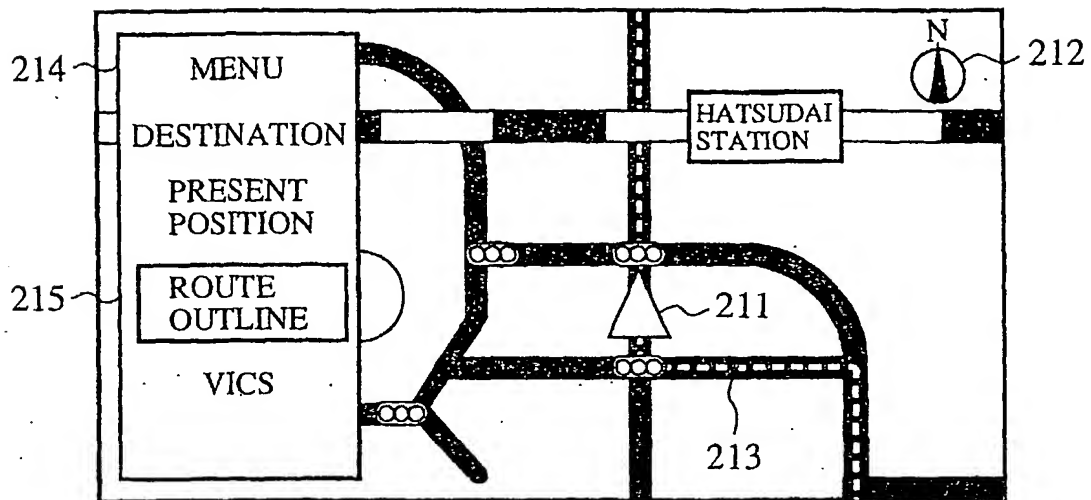 N
212
214
MENU
HATSUDAI
STATION
DESTINATION
PRESENT
POSITION
215
ROUTE
OUTLINE
211
VICS
213